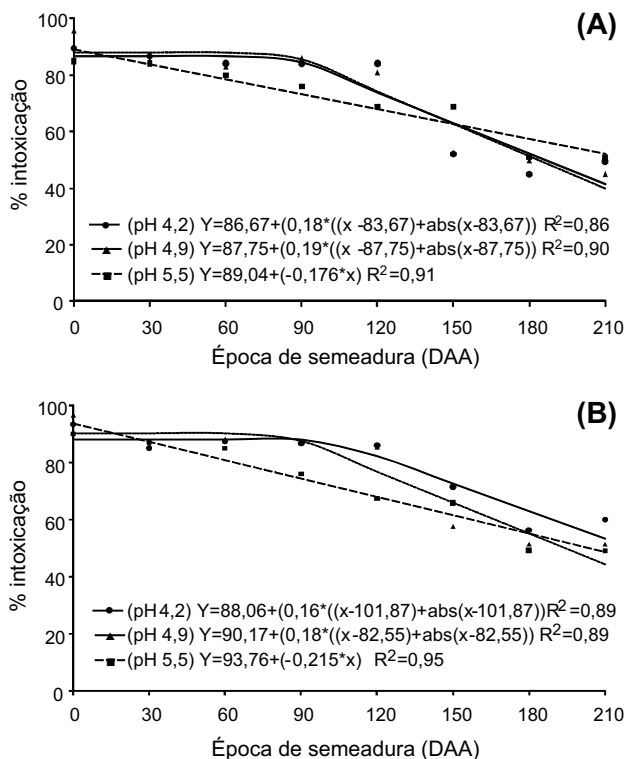 (A)
100
80
60
40
20
0
% intoxicação
(pH 4,2) Y=86,67+(0,18*((x -83,67)+abs(x-83,67)) R²=0,86
(pH 4,9) Y=87,75+(0,19*((x -87,75)+abs(x-87,75)) R²=0,90
(pH 5,5) Y=89,04+(-0,176*x) R²=0,91
0 30 60 90 120 150 180 210
Época de semeadura (DAA)
(B)
100
80
60
40
20
0
% intoxicação
(pH 4,2) Y=88,06+(0,16*((x-101,87)+abs(x-101,87))R²=0,89
(pH 4,9) Y=90,17+(0,18*((x-82,55)+abs(x-82,55)) R²=0,89
(pH 5,5) Y=93,76+(-0,215*x) R²=0,95
0 30 60 90 120 150 180 210
Época de semeadura (DAA)